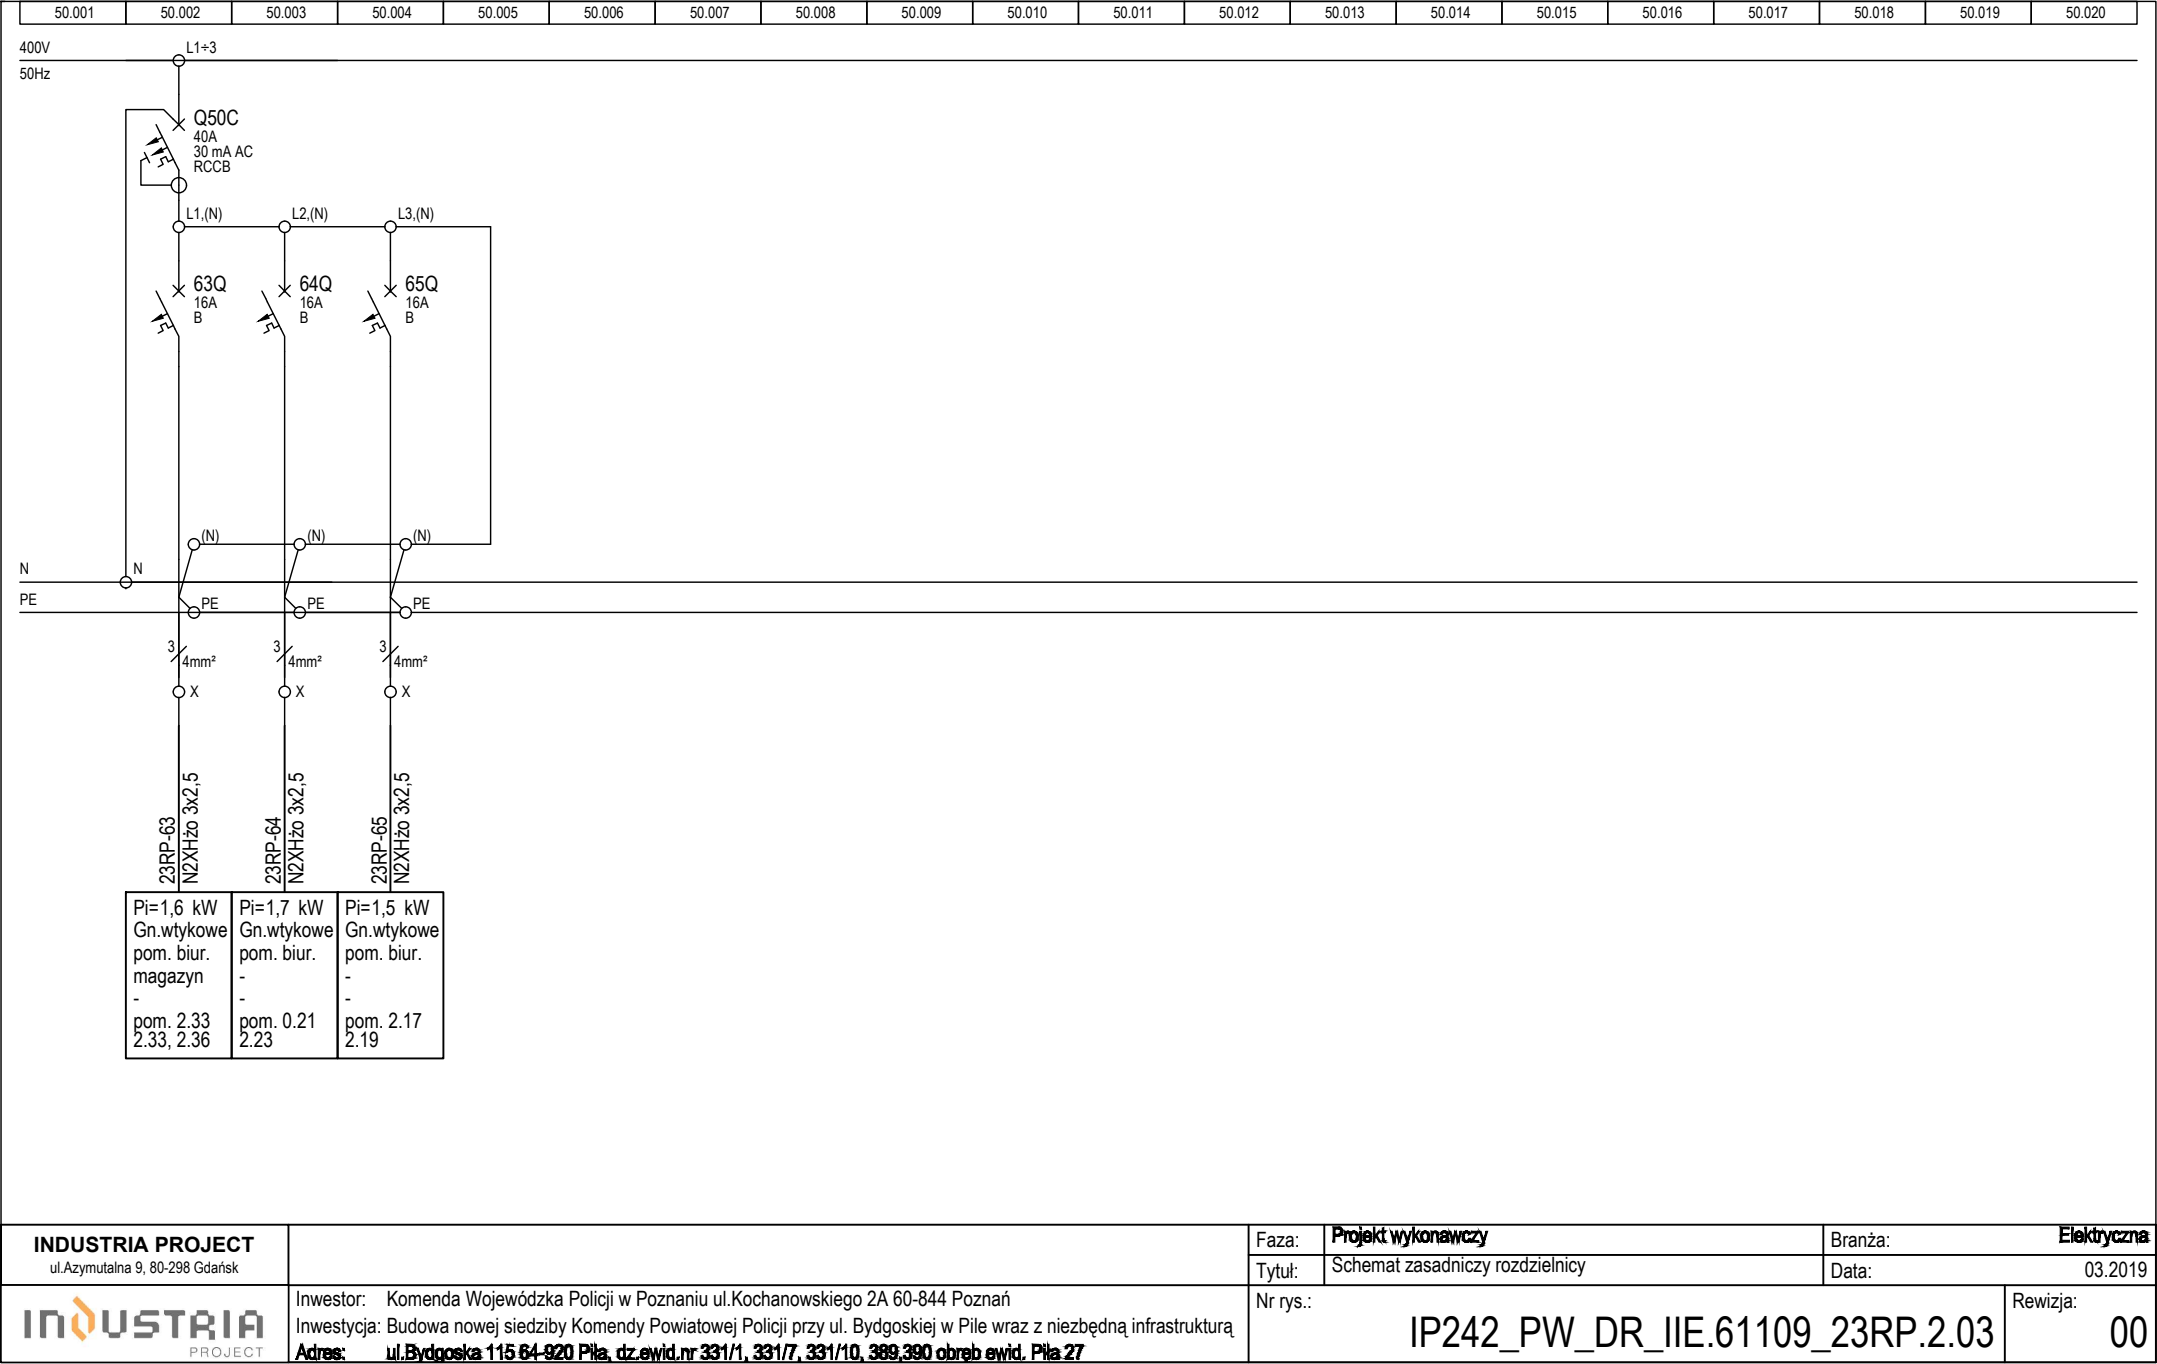 50.001 50.002 50.003 50.004 50.005 50.006 50.007 50.008 50.009 50.010 50.011 50.012 50.013 50.014 50.015 50.016 50.017 50.018 50.019 50.020
400V
L1÷3
50Hz
Q50C
40A
30 mA AC
RCCB
L1,(N) L2,(N) L3,(N)
63Q
16A
B
64Q
16A
B
65Q
16A
B
(N) (N) (N)
N N
PE PE PE PE
3 4mm² 3 4mm² 3 4mm²
X X X
23RP-63
N2XHżo 3x2,5
23RP-64
N2XHżo 3x2,5
23RP-65
N2XHżo 3x2,5
Pi=1,6 kW
Gn.wtykowe
pom. biur.
magazyn
-
pom. 2.33
2.33, 2.36
Pi=1,7 kW
Gn.wtykowe
pom. biur.
-
-
pom. 0.21
2.23
Pi=1,5 kW
Gn.wtykowe
pom. biur.
-
-
pom. 2.17
2.19
INDUSTRIA PROJECT
ul.Azymutalna 9, 80-298 Gdańsk
INDUSTRIA
PROJECT
Inwestor: Komenda Wojewódzka Policji w Poznaniu ul.Kochanowskiego 2A 60-844 Poznań
Inwestycja: Budowa nowej siedziby Komendy Powiatowej Policji przy ul. Bydgoskiej w Pile wraz z niezbędną infrastrukturą
Adres: ul.Bydgoska 115 64-920 Piła, dz.ewid.nr 331/1, 331/7, 331/10, 389,390 obręb ewid. Piła 27
Faza: Projekt wykonawczy
Branża: Elektryczna
Tytuł: Schemat zasadniczy rozdzielnicy
Data: 03.2019
Nr rys.:
IP242_PW_DR_IIE.61109_23RP.2.03
Rewizja:
00